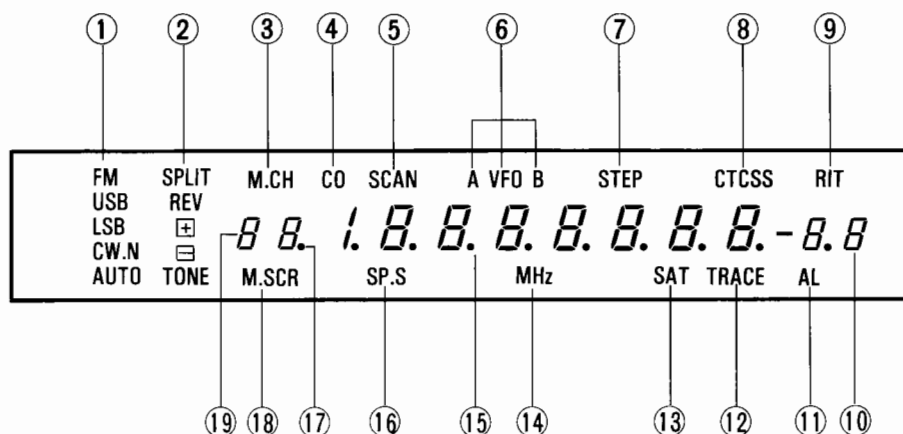 ① ② ③ ④ ⑤ ⑥ ⑦ ⑧ ⑨
FM SPLIT M.CH CO SCAN A VFO B STEP CTCSS RIT
USB REV
LSB + 88. 1.8.8.8.8.8.8.8.-8.8
CW.N −
AUTO TONE M.SCR SP.S MHz SAT TRACE AL
⑲ ⑱ ⑰ ⑯ ⑮ ⑭ ⑬ ⑫ ⑪ ⑩